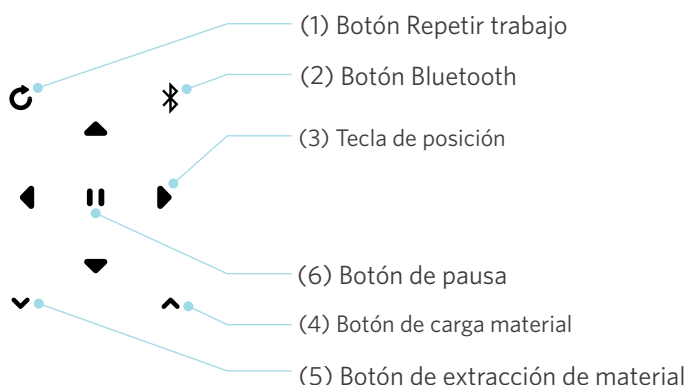 (1) Botón Repetir trabajo
(2) Botón Bluetooth
(3) Tecla de posición
(6) Botón de pausa
(4) Botón de carga material
(5) Botón de extracción de material